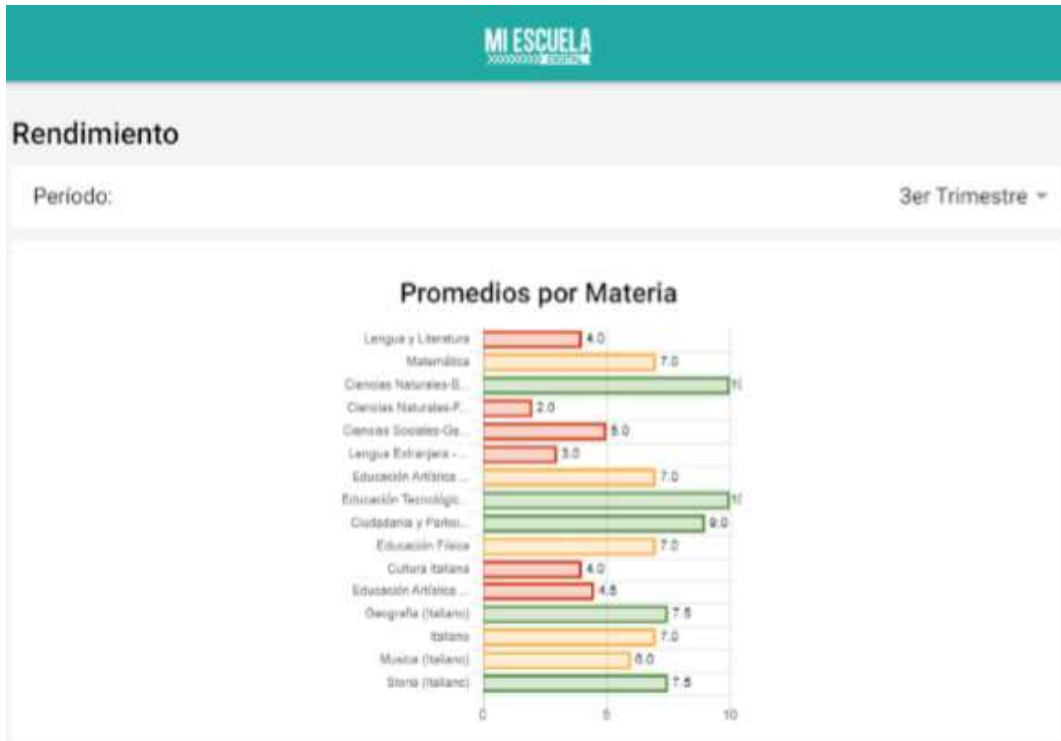 MI ESCUELA
DIGITAL
Rendimiento
Período:
3er Trimestre
Promedios por Materia
Lengua y Literatura 4.0
Matemática 7.0
Ciencias Naturales-B... 10
Ciencias Naturales-F... 2.0
Ciencias Sociales-Ge... 5.0
Lengua Extranjera - ... 3.0
Educación Artística ... 7.0
Educación Tecnológic... 10
Ciudadanía y Partici... 9.0
Educación Física 7.0
Cultura Italiana 4.0
Educación Artística ... 4.5
Geografía (Italiano) 7.5
Italiano 7.0
Musica (Italiano) 6.0
Storia (Italiano) 7.5
0 5 10